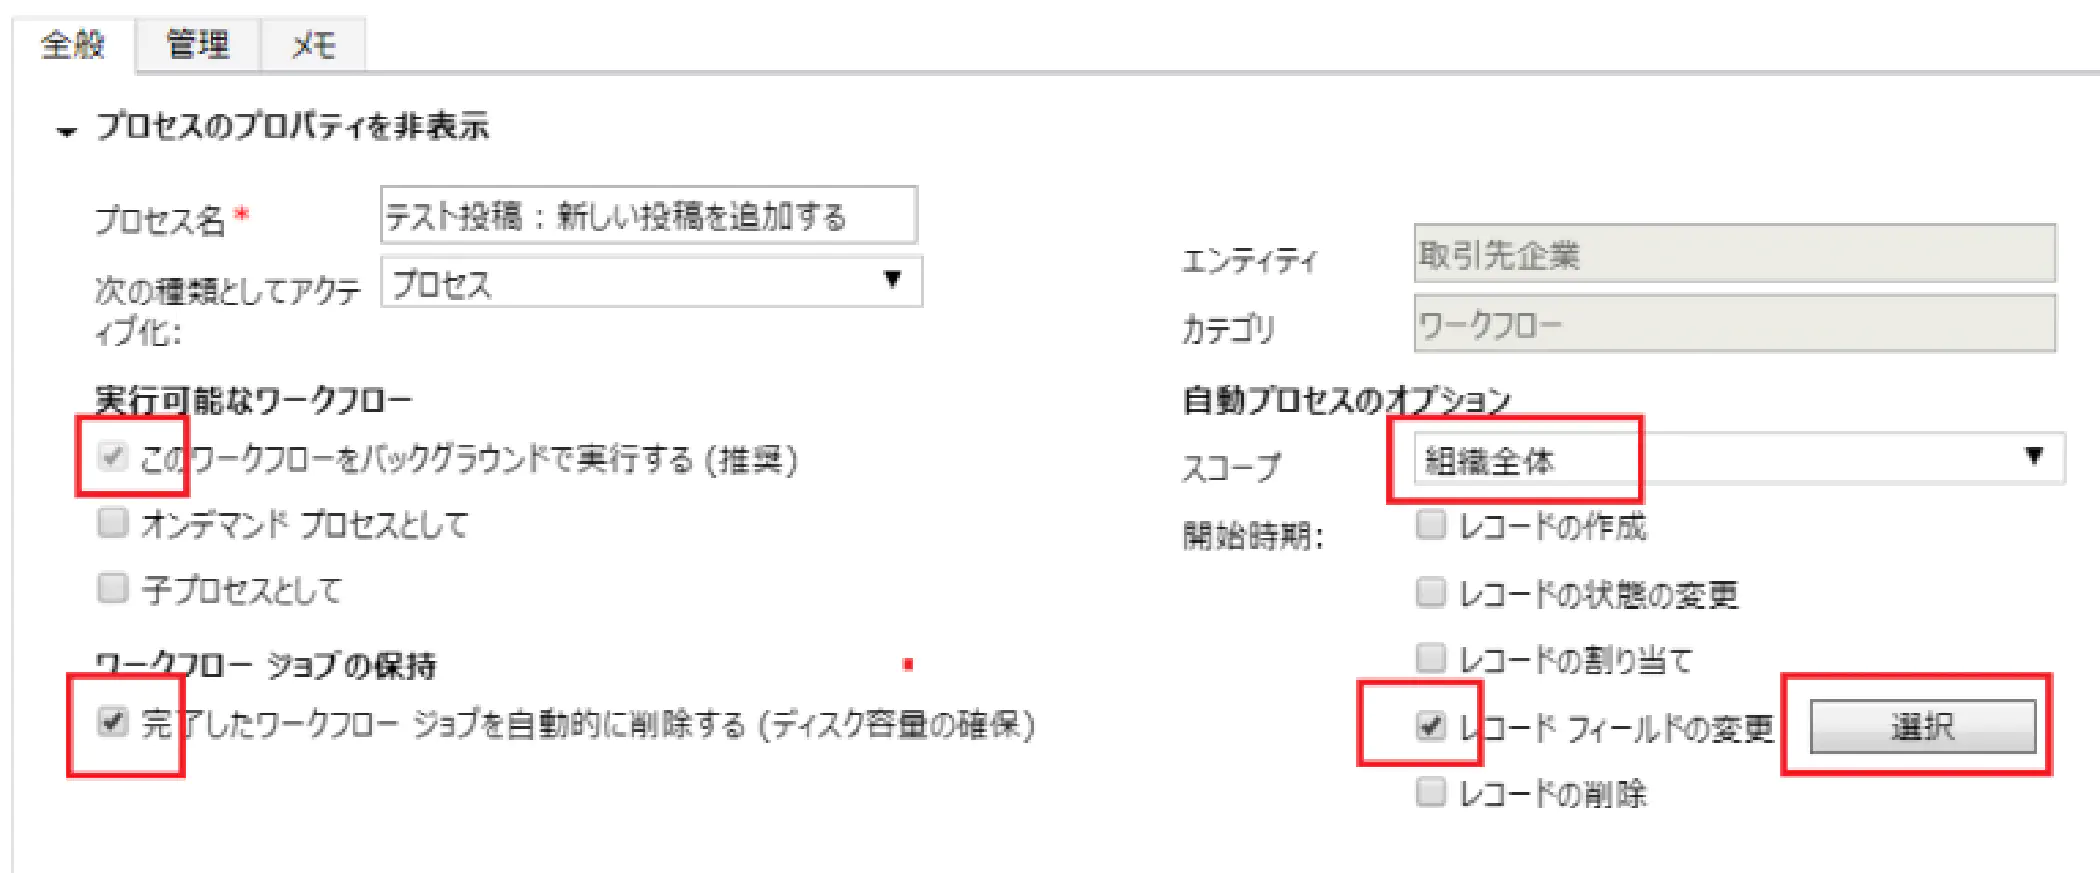 全般 管理 メモ
プロセスのプロパティを非表示
プロセス名* テスト投稿：新しい投稿を追加する
次の種類としてアクテ
ィブ化: プロセス
エンティティ 取引先企業
カテゴリ ワークフロー
実行可能なワークフロー
このワークフローをバックグラウンドで実行する (推奨)
オンデマンド プロセスとして
子プロセスとして
ワークフロー ジョブの保持
完了したワークフロー ジョブを自動的に削除する (ディスク容量の確保)
自動プロセスのオプション
スコープ 組織全体
開始時期: レコードの作成
レコードの状態の変更
レコードの割り当て
レコード フィールドの変更 選択
レコードの削除